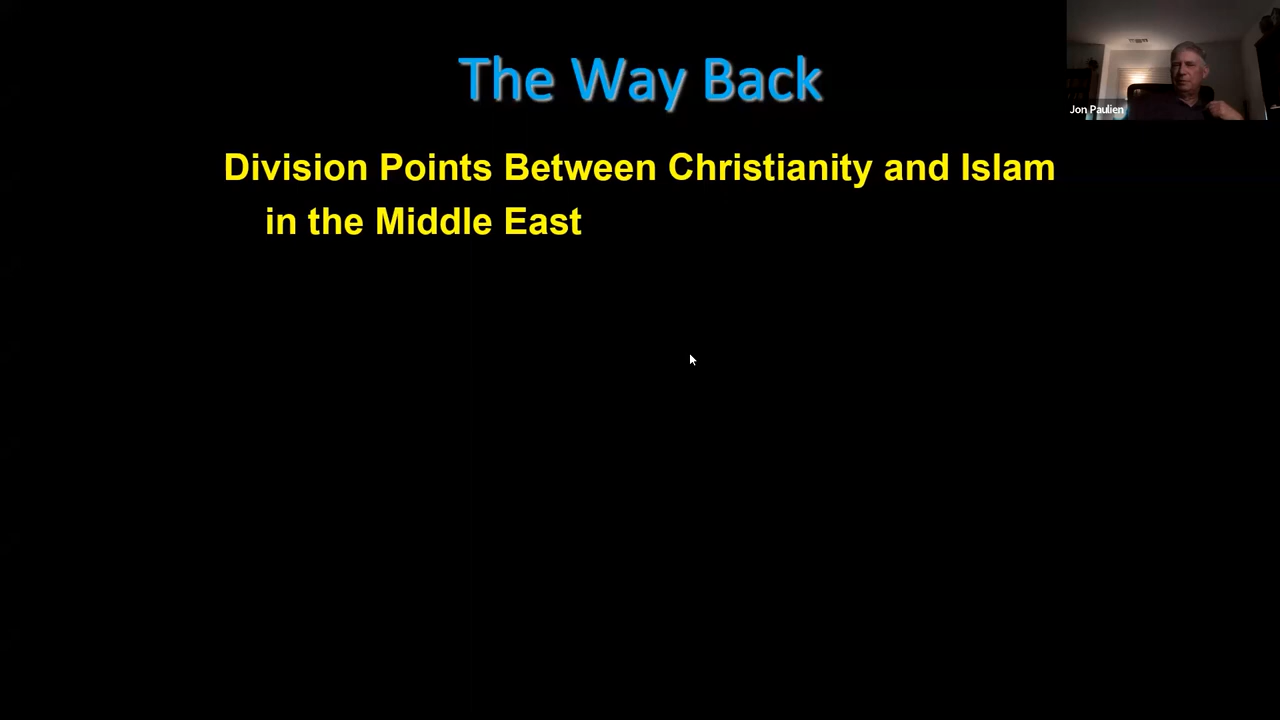 The Way Back
Jon Paulien
Division Points Between Christianity and Islam
in the Middle East